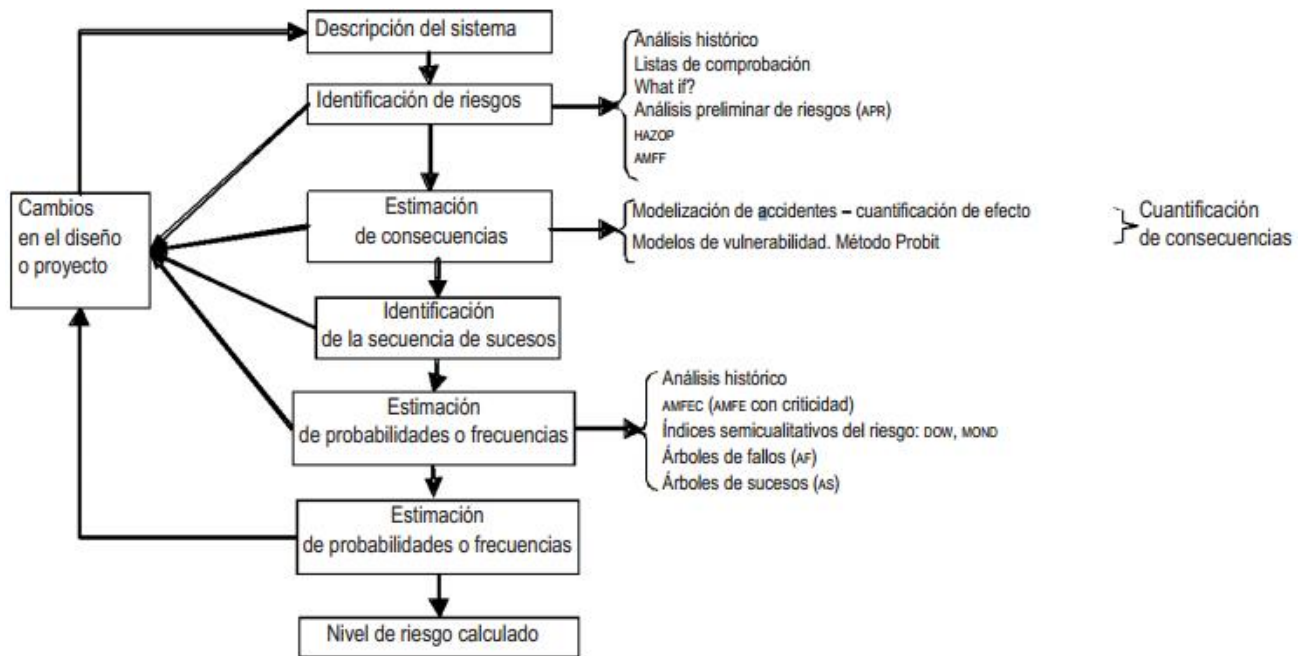 Descripción del sistema
Identificación de riesgos
Análisis histórico
Listas de comprobación
What if?
Análisis preliminar de riesgos (APR)
HAZOP
AMFF
Cambios
en el diseño
o proyecto
Estimación
de consecuencias
Modelización de accidentes – cuantificación de efecto
Modelos de vulnerabilidad. Método Probit
Cuantificación
de consecuencias
Identificación
de la secuencia de sucesos
Estimación
de probabilidades o frecuencias
Análisis histórico
AMFEC (AMFE con criticidad)
Índices semicualitativos del riesgo: DOW, MOND
Árboles de fallos (AF)
Árboles de sucesos (AS)
Estimación
de probabilidades o frecuencias
Nivel de riesgo calculado